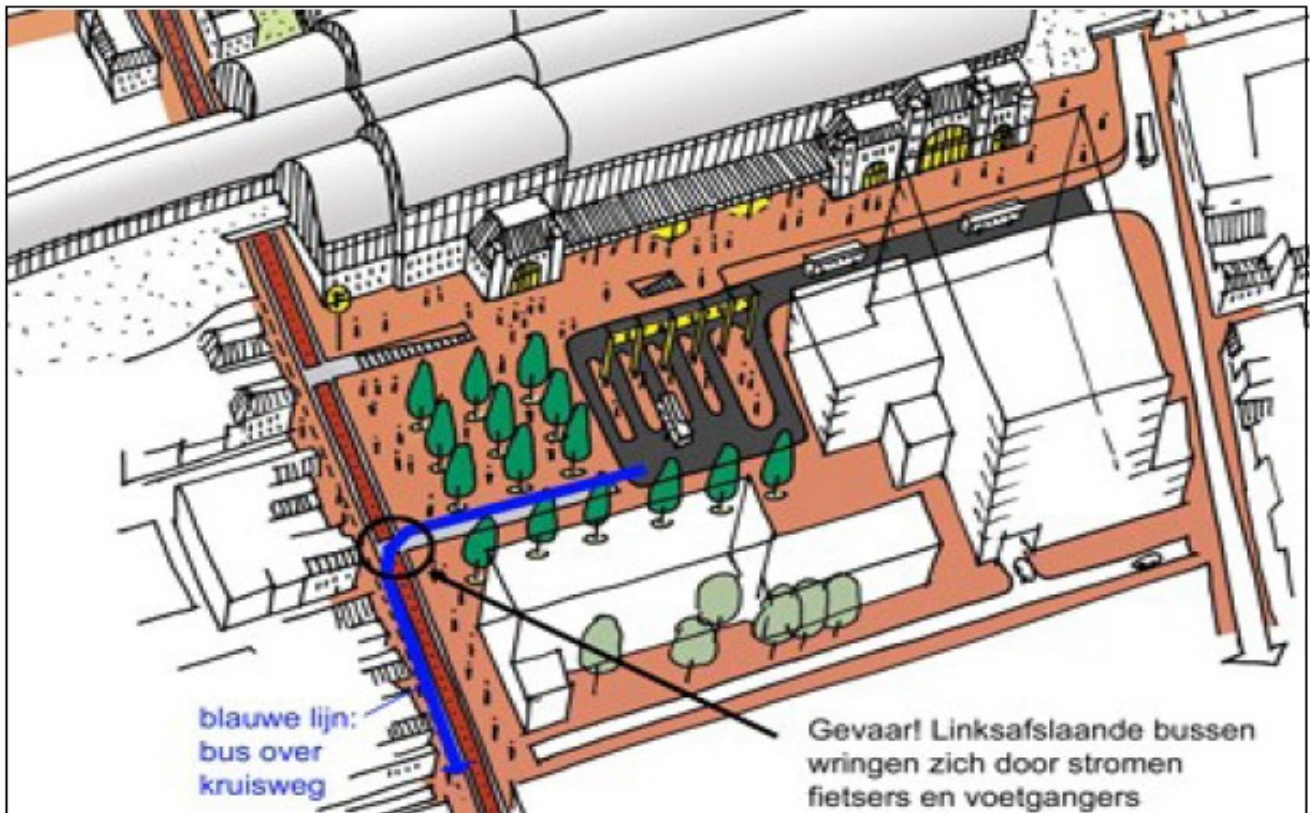 blauwe lijn:
bus over
kruisweg
Gevaar! Linksafslaande bussen
wringen zich door stromen
fietsers en voetgangers